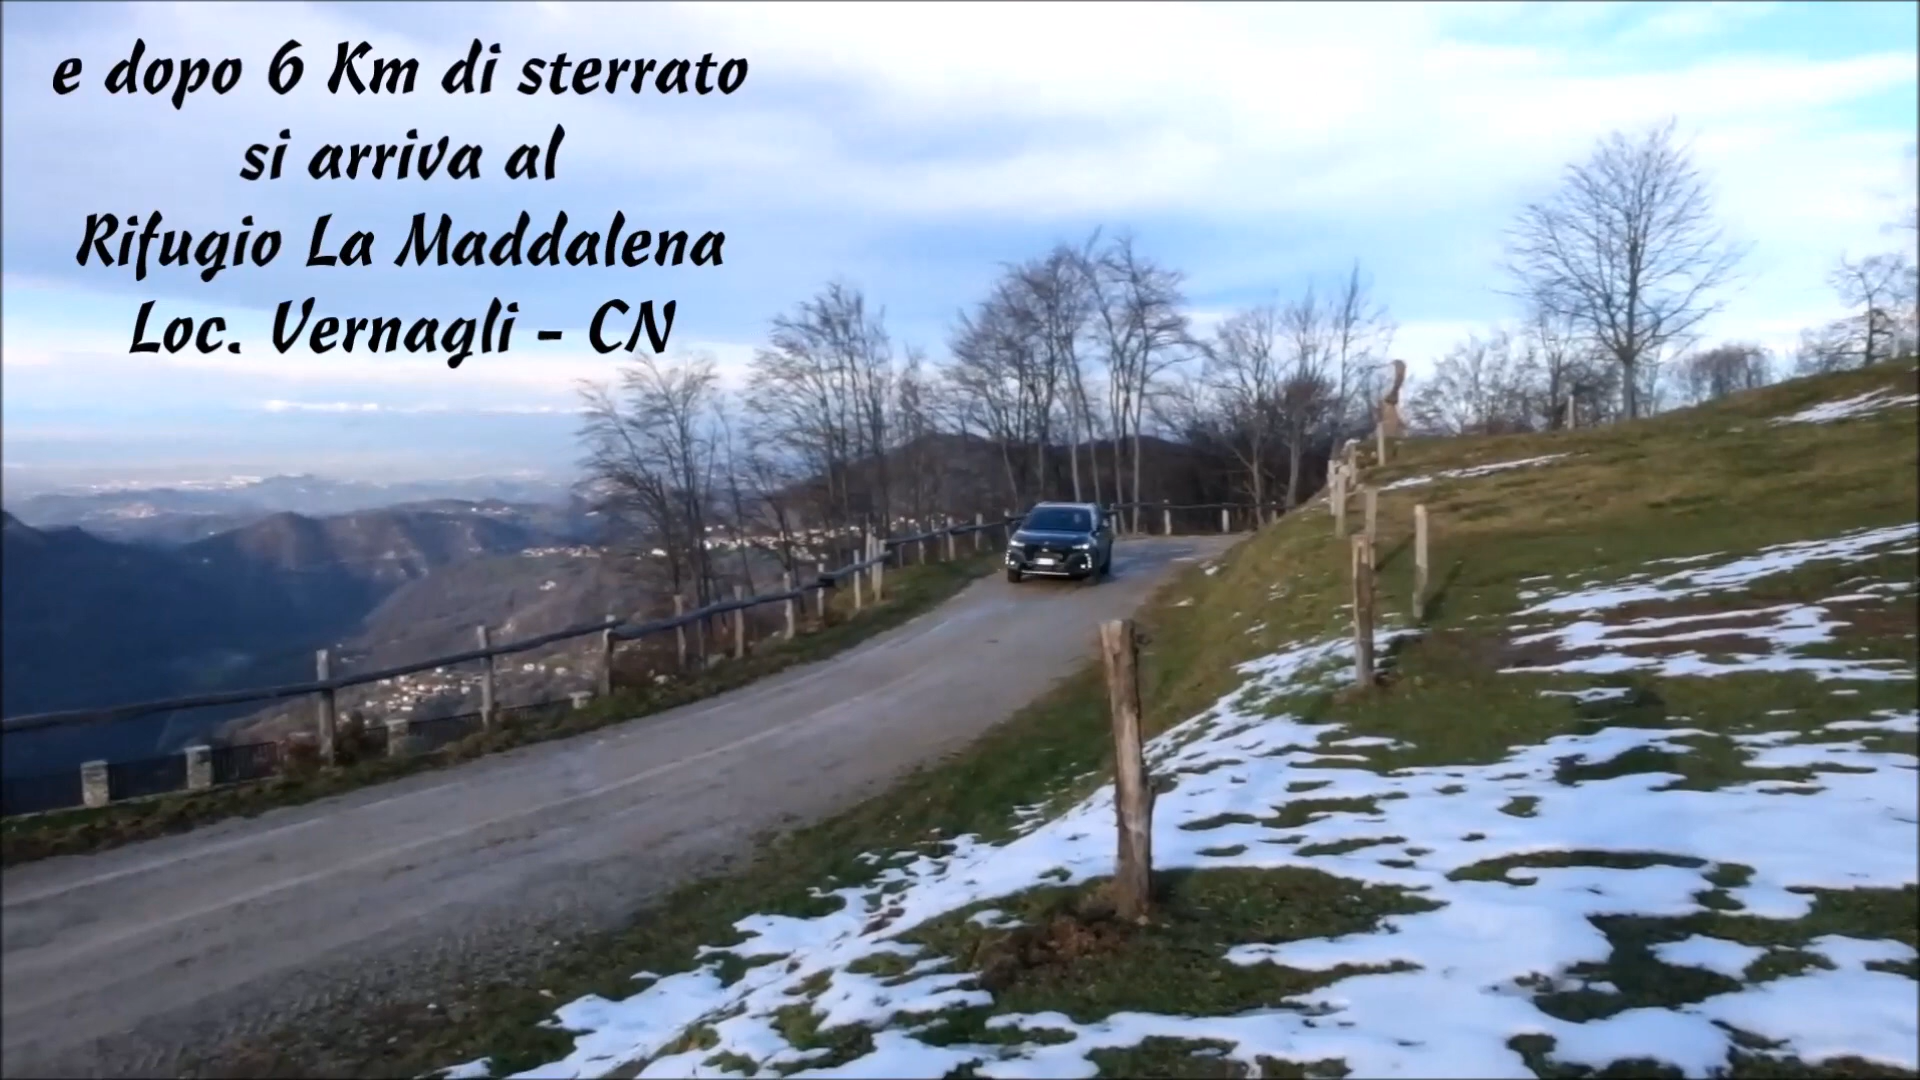 e dopo 6 Km di sterrato
si arriva al
Rifugio La Maddalena
Loc. Vernagli - CN